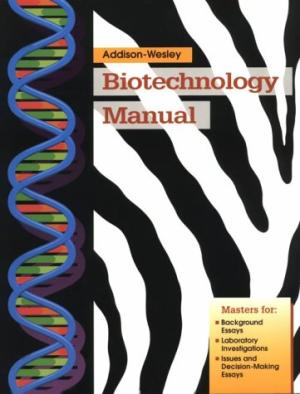 Addison-Wesley
Biotechnology
Manual
Masters for:
Background
Essays
Laboratory
Investigations
Issues and
Decision-Making
Essays